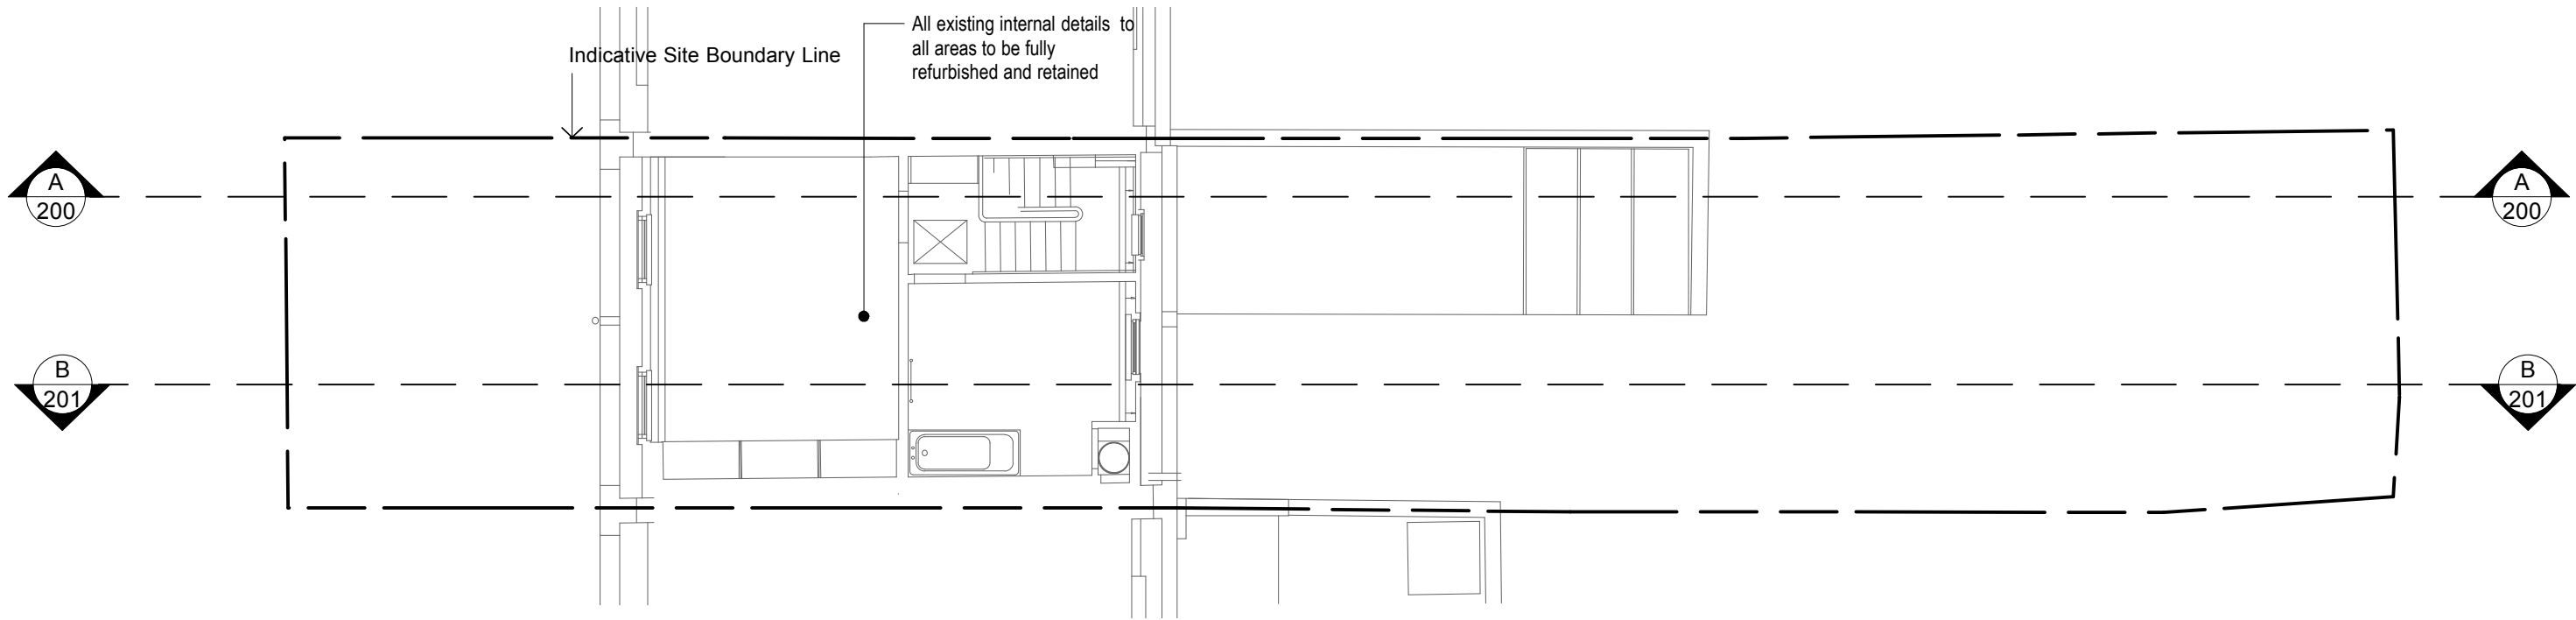 All existing internal details to
all areas to be fully
refurbished and retained
Indicative Site Boundary Line
A
200
A
200
B
201
B
201